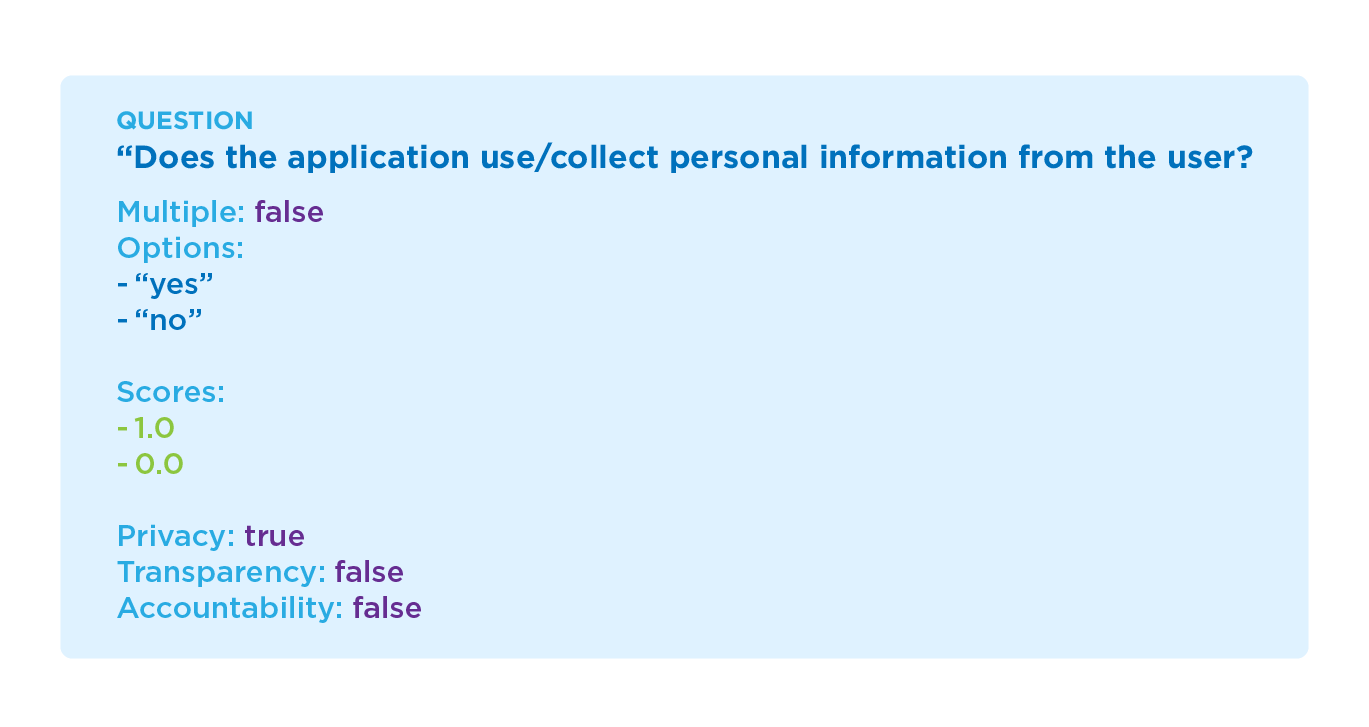 QUESTION
“Does the application use/collect personal information from the user?
Multiple: false
Options:
- “yes”
- “no”
Scores:
- 1.0
- 0.0
Privacy: true
Transparency: false
Accountability: false